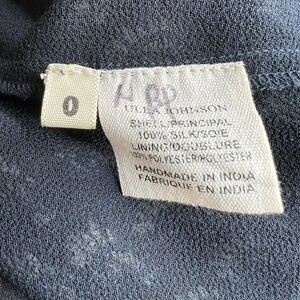 0
ULLA JOHNSON
SHELL/PRINCIPAL
100% SILK/SOIE
LINING/DOUBLURE
100% POLYESTER/POLYESTER
HANDMADE IN INDIA
FABRIQUE EN INDIA